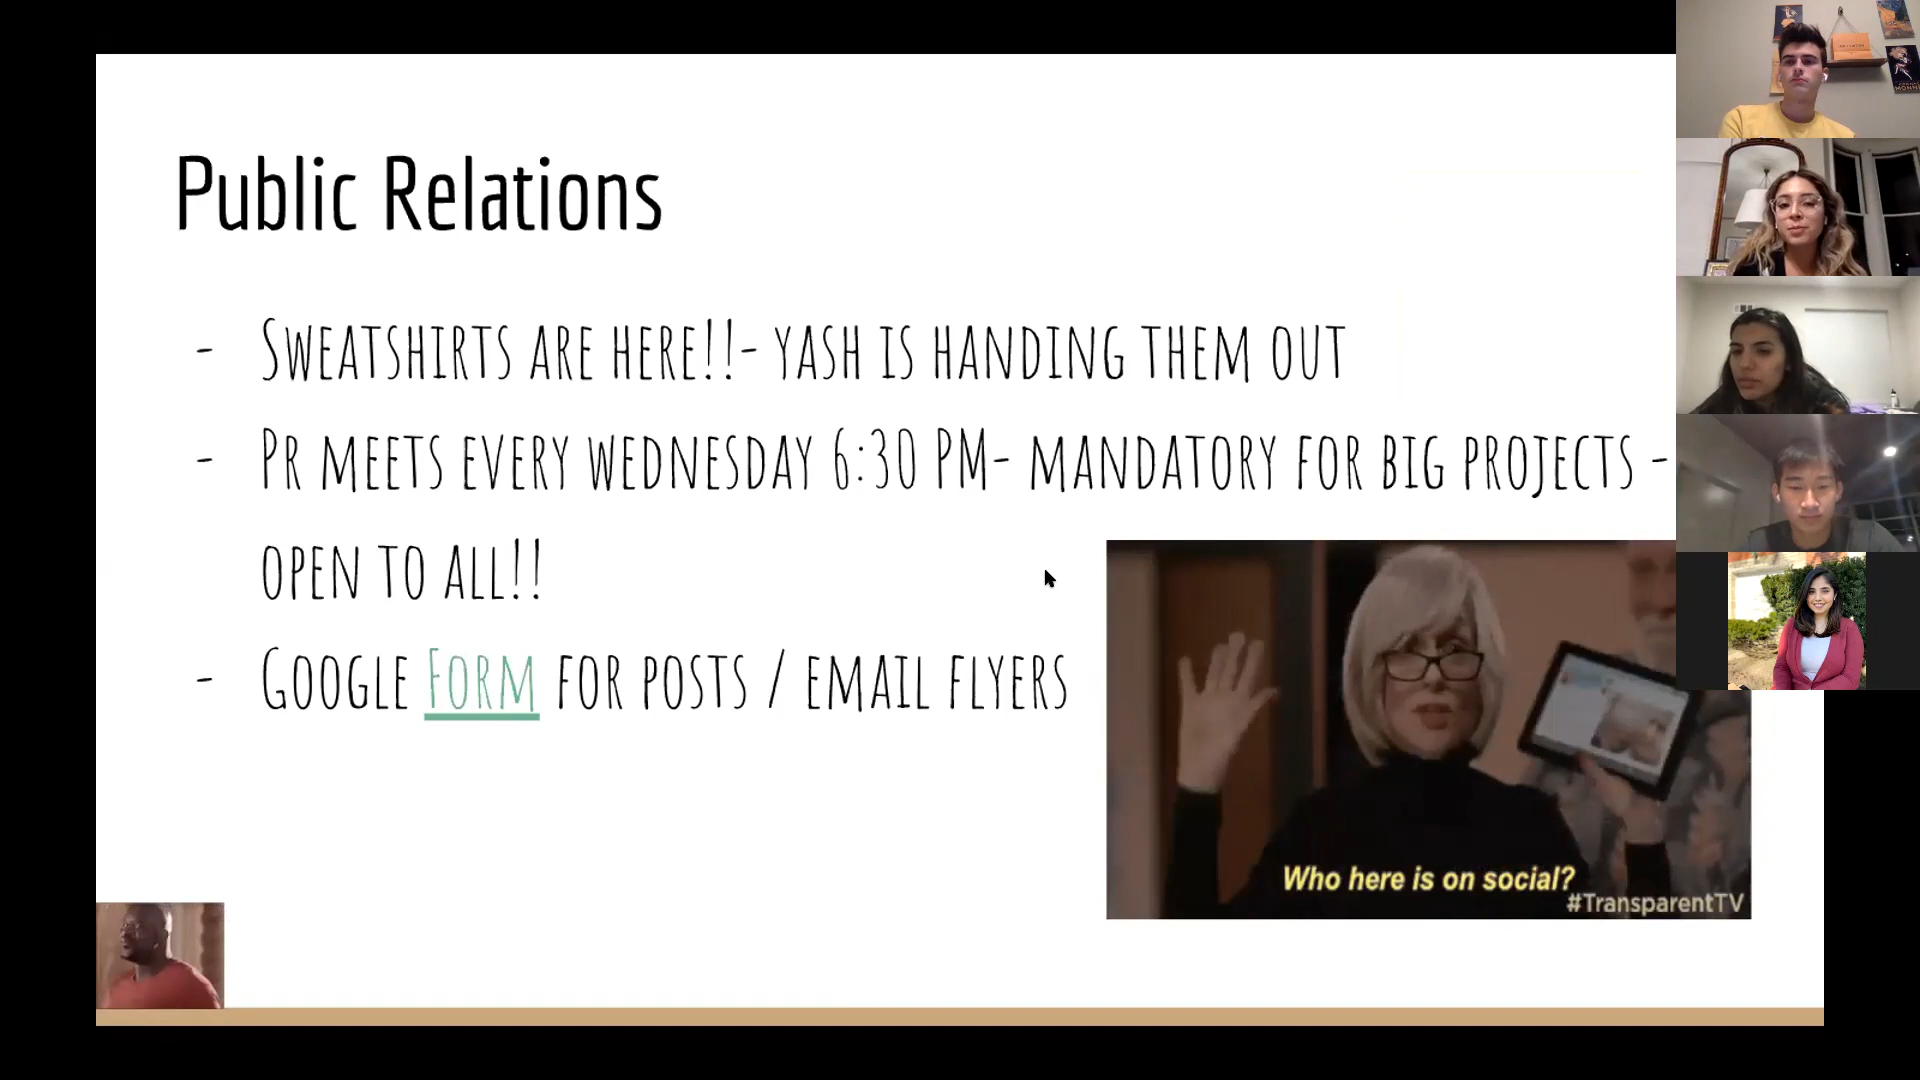 Public Relations
- SWEATSHIRTS ARE HERE!!- YASH IS HANDING THEM OUT
- PR MEETS EVERY WEDNESDAY 6:30 PM- MANDATORY FOR BIG PROJECTS -
OPEN TO ALL!!
- GOOGLE FORM FOR POSTS / EMAIL FLYERS
Who here is on social?
#TransparentTV